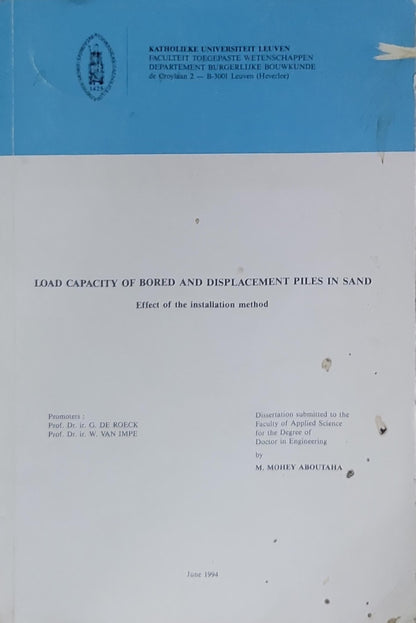 KATHOLIEKE UNIVERSITEIT LEUVEN
FACULTEIT TOEGEPASTE WETENSCHAPPEN
DEPARTEMENT BURGERLIJKE BOUWKUNDE
de Croylaan 2 — B-3001 Leuven (Heverlee)
1425
LOAD CAPACITY OF BORED AND DISPLACEMENT PILES IN SAND
Effect of the installation method
Promoters :
Prof. Dr. ir. G. DE ROECK
Prof. Dr. ir. W. VAN IMPE
Dissertation submitted to the
Faculty of Applied Science
for the Degree of
Doctor in Engineering
by
M. MOHEY ABOUTAHA
June 1994